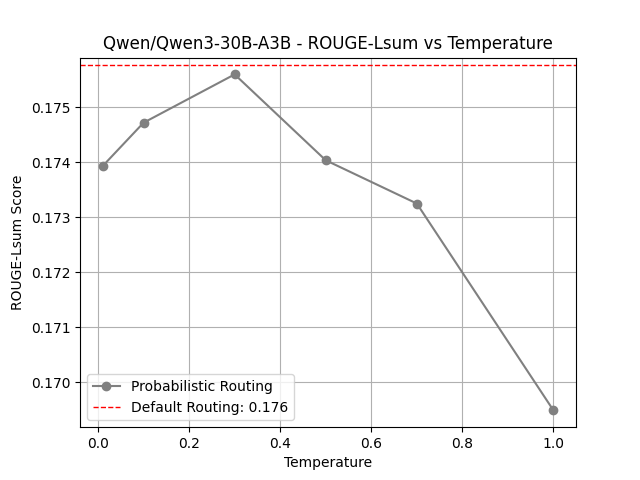 Qwen/Qwen3-30B-A3B - ROUGE-Lsum vs Temperature
ROUGE-Lsum Score
0.175
0.174
0.173
0.172
0.171
0.170
Probabilistic Routing
Default Routing: 0.176
0.0 0.2 0.4 0.6 0.8 1.0
Temperature